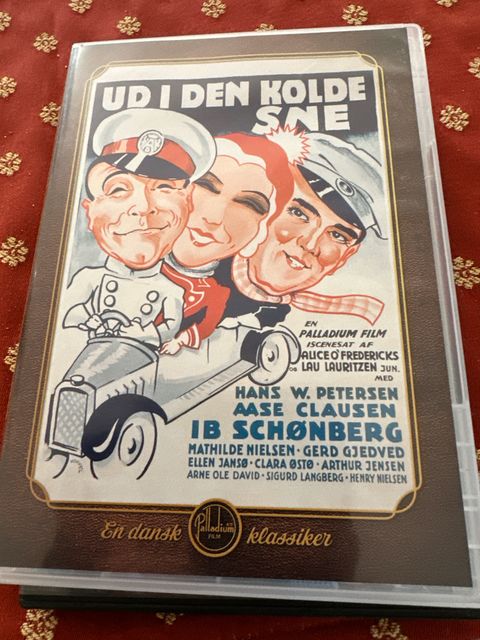 UD I DEN KOLDE
SNE
EN
PALLADIUM FILM
ISCENESAT AF
ALICE O'FREDERICKS
OG LAU LAURITZEN JUN.
MED
HANS W. PETERSEN
AASE CLAUSEN
IB SCHØNBERG
MATHILDE NIELSEN · GERD GJEDVED
ELLEN JANSØ · CLARA ØSTØ · ARTHUR JENSEN
ARNE OLE DAVID · SIGURD LANGBERG · HENRY NIELSEN
En dansk Palladium FILM klassiker